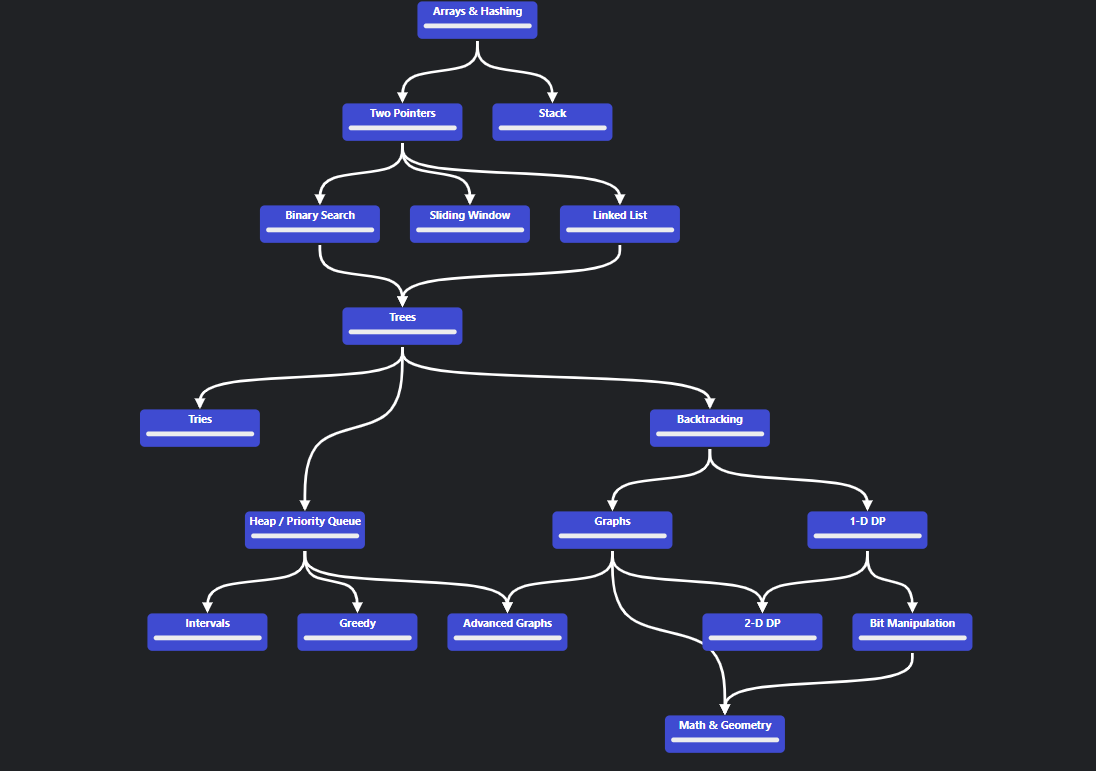 Arrays & Hashing
Two Pointers
Stack
Binary Search
Sliding Window
Linked List
Trees
Tries
Backtracking
Heap / Priority Queue
Graphs
1-D DP
Intervals
Greedy
Advanced Graphs
2-D DP
Bit Manipulation
Math & Geometry